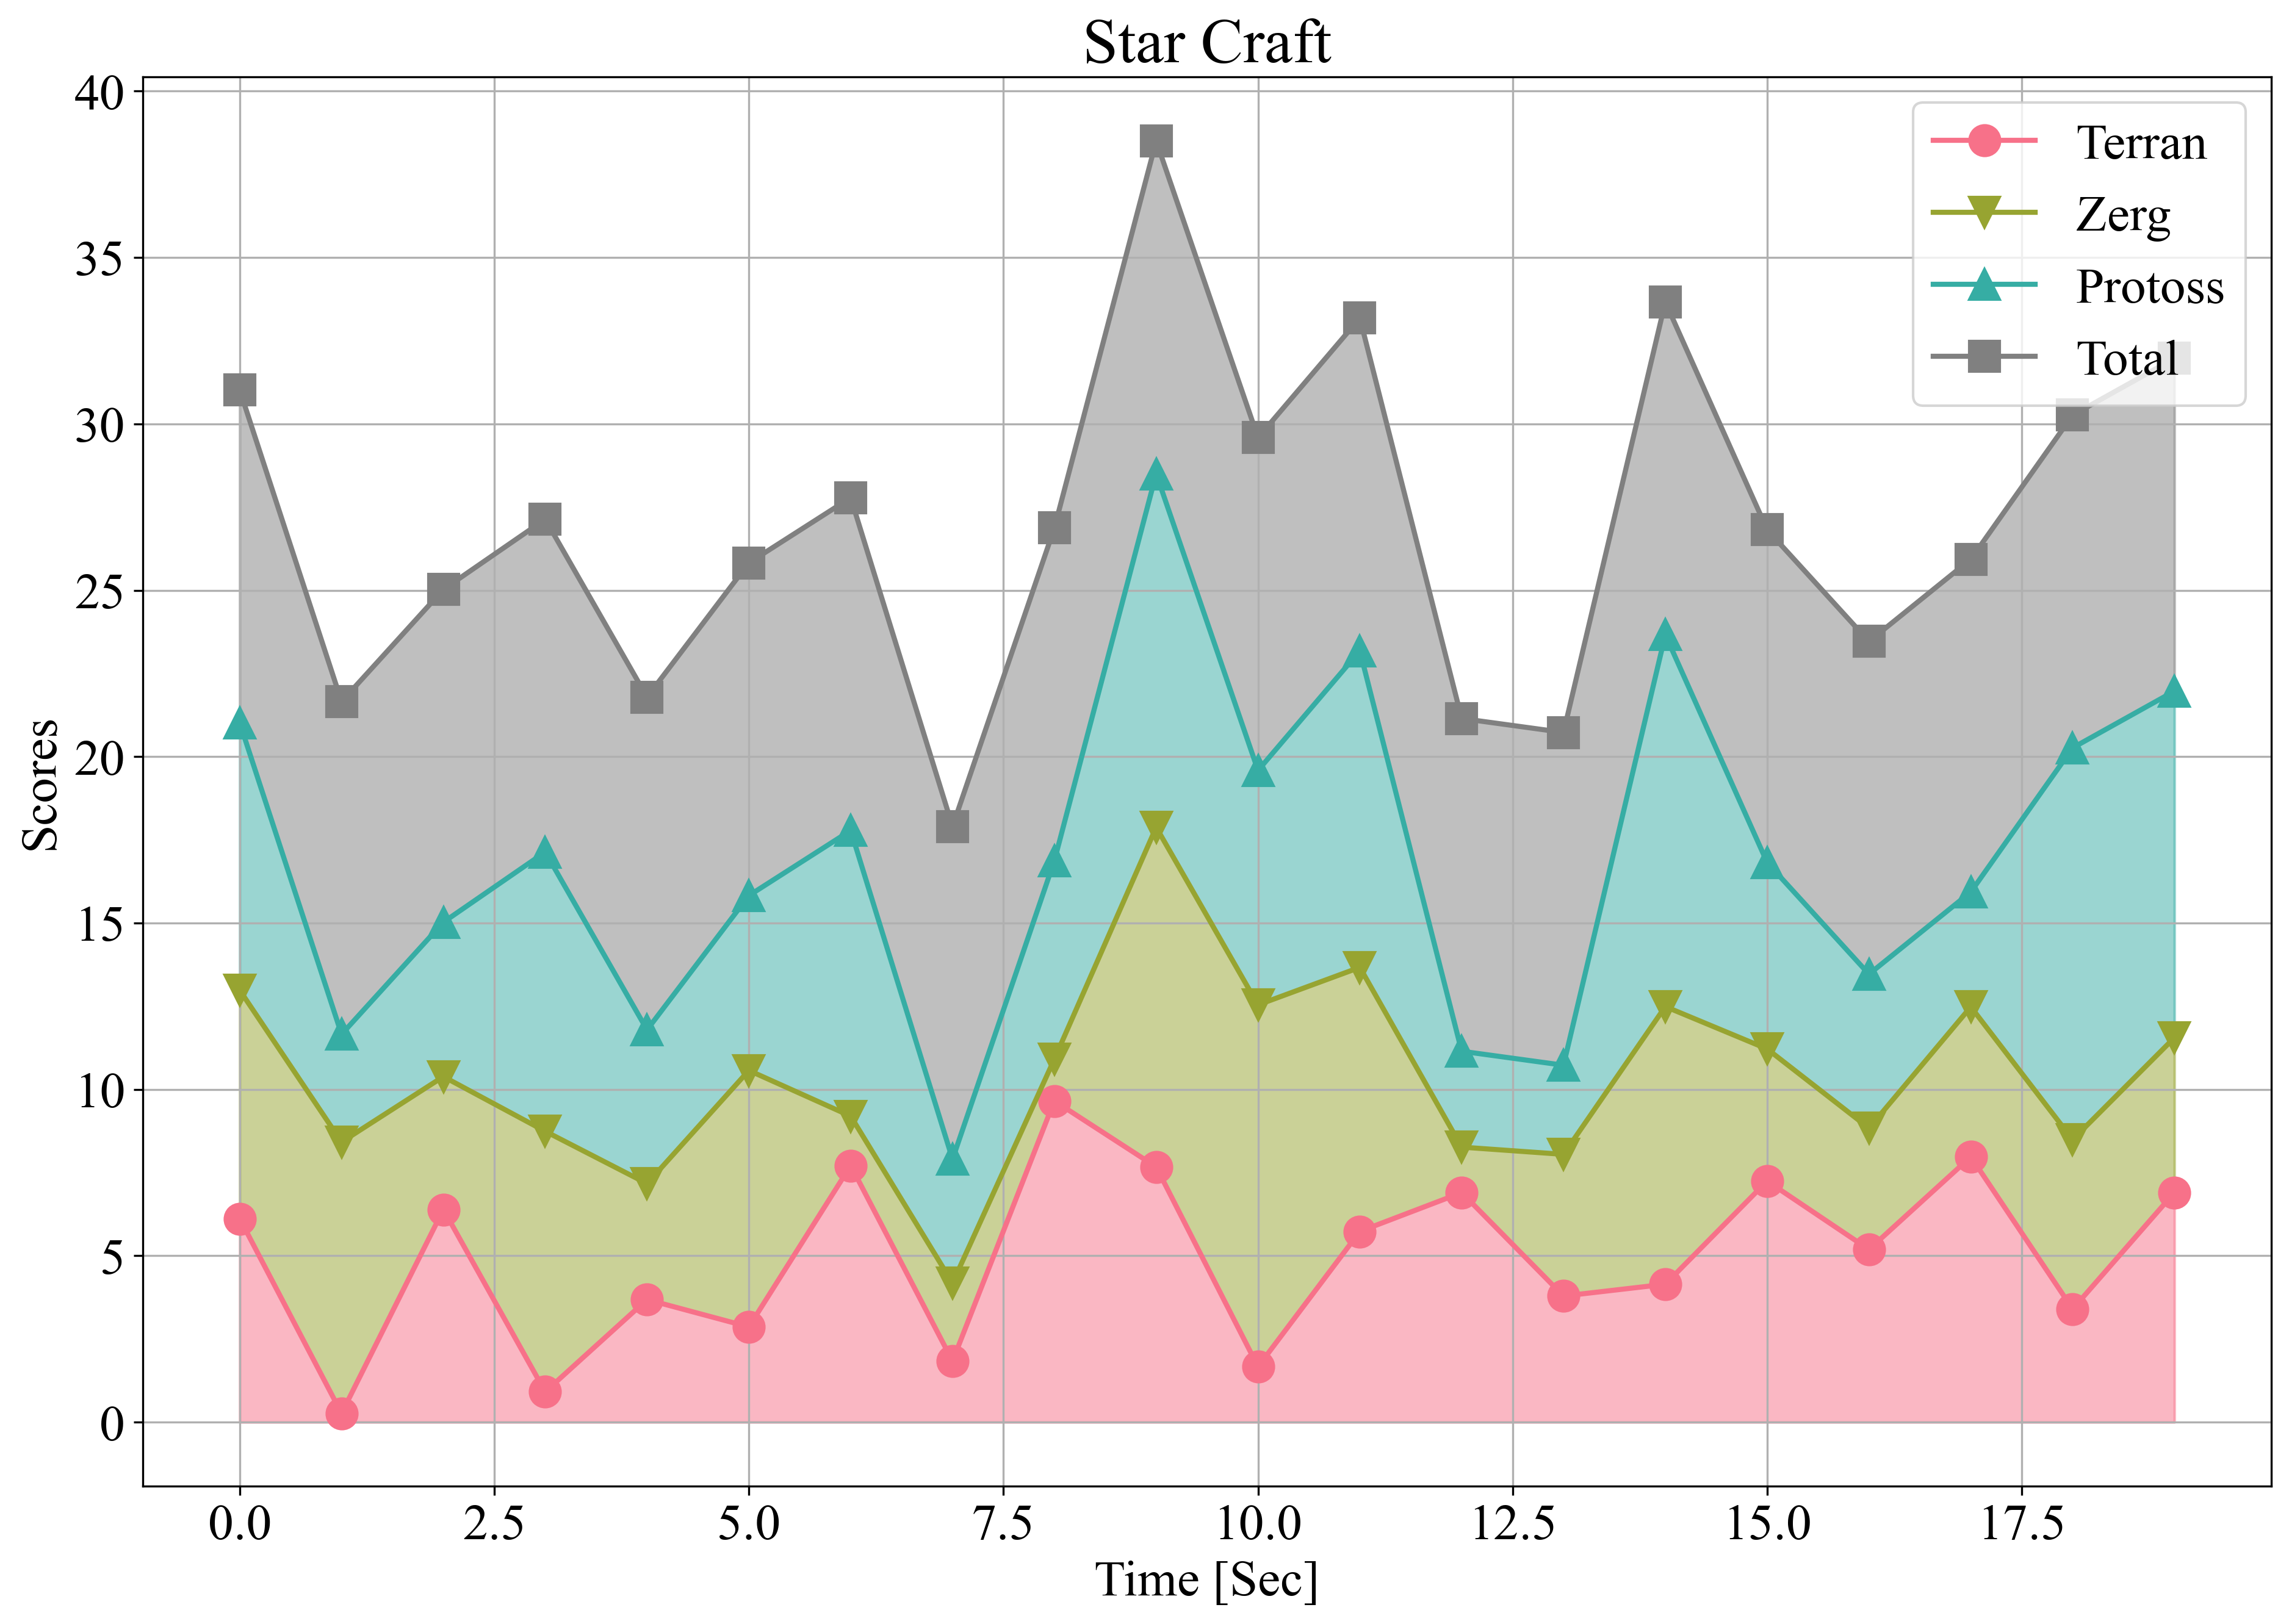 Star Craft
40
35
30
25
20
15
10
5
0
Scores
Terran
Zerg
Protoss
Total
0.0 2.5 5.0 7.5 10.0 12.5 15.0 17.5
Time [Sec]